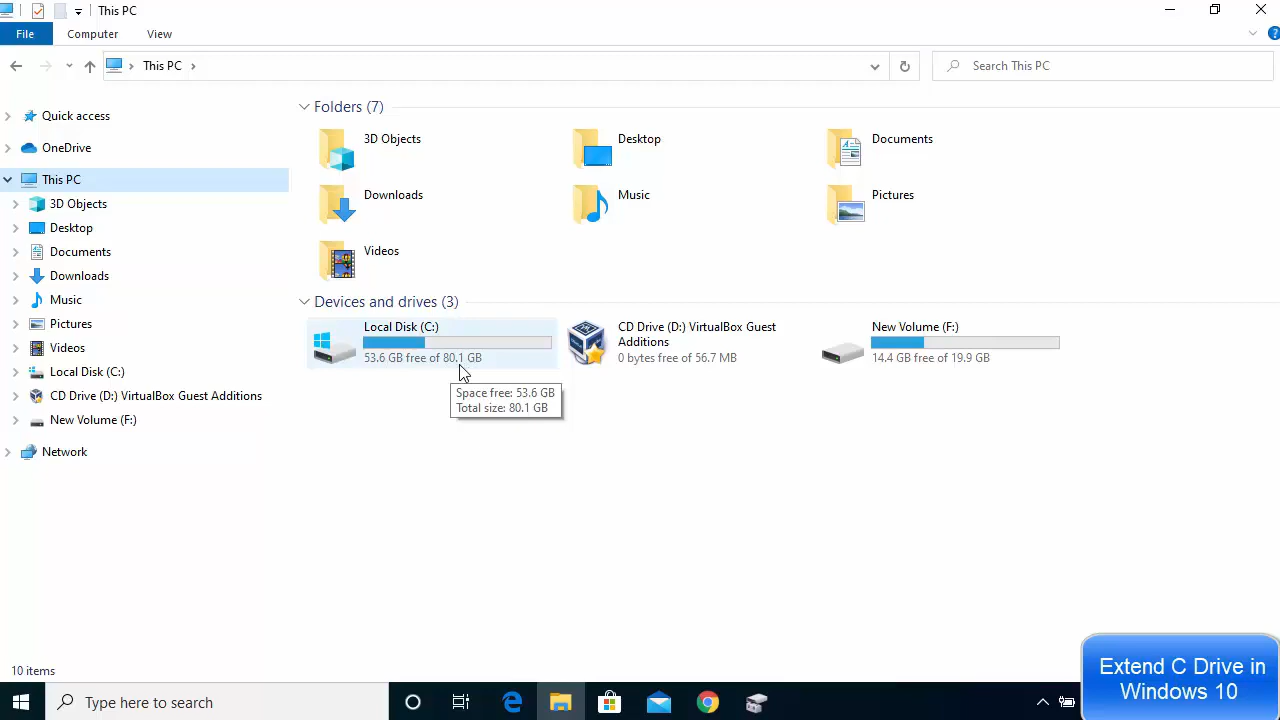 This PC
File
Computer
View
This PC
Search This PC
Quick access
OneDrive
This PC
3D Objects
Desktop
Documents
Downloads
Music
Pictures
Videos
Local Disk (C:)
CD Drive (D:) VirtualBox Guest Additions
New Volume (F:)
Network
Folders (7)
3D Objects
Desktop
Documents
Downloads
Music
Pictures
Videos
Devices and drives (3)
Local Disk (C:)
53.6 GB free of 80.1 GB
CD Drive (D:) VirtualBox Guest
Additions
0 bytes free of 56.7 MB
New Volume (F:)
14.4 GB free of 19.9 GB
Space free: 53.6 GB
Total size: 80.1 GB
10 items
Extend C Drive in
Windows 10
Type here to search